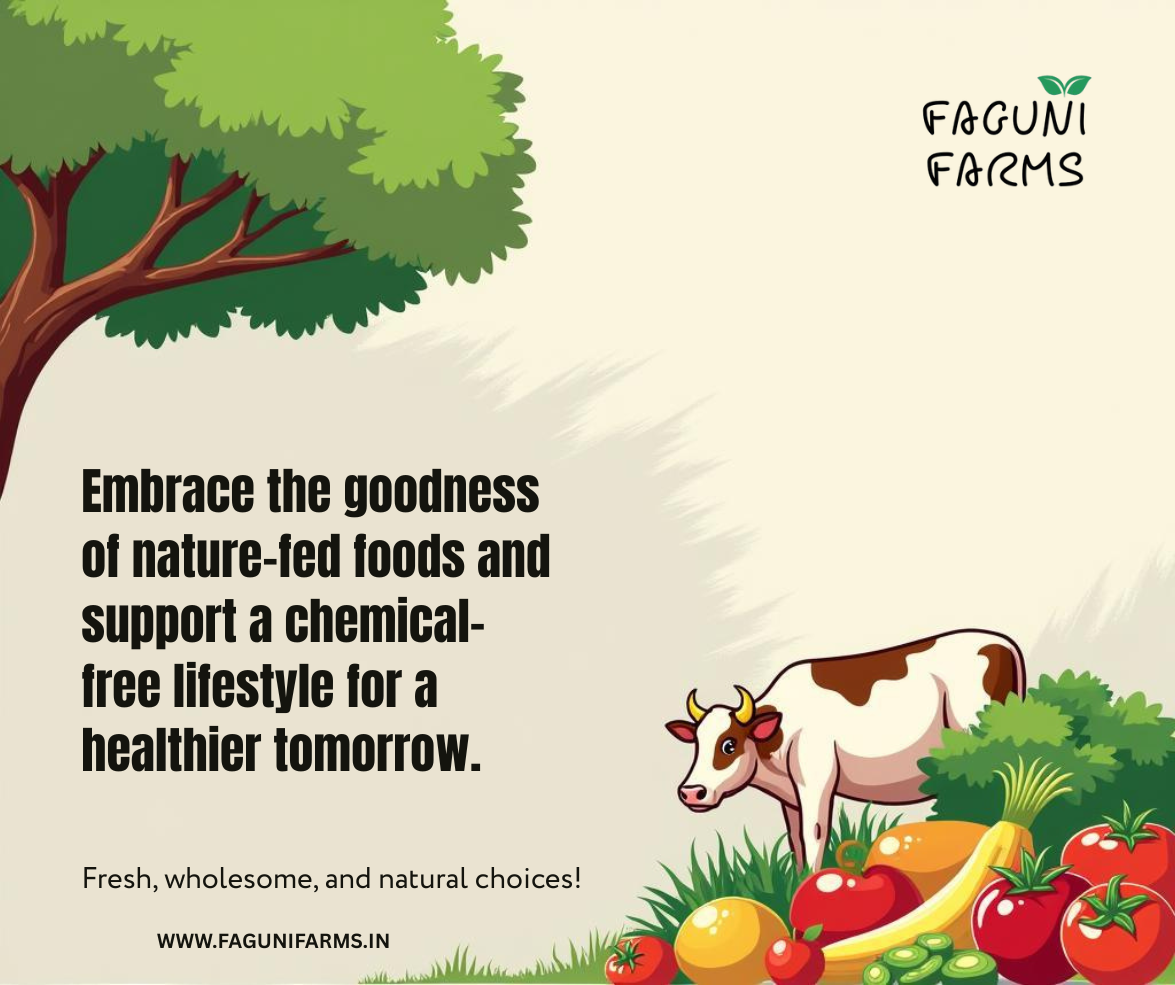 FAGUNI
FARMS
Embrace the goodness
of nature-fed foods and
support a chemical-
free lifestyle for a
healthier tomorrow.
Fresh, wholesome, and natural choices!
WWW.FAGUNIFARMS.IN